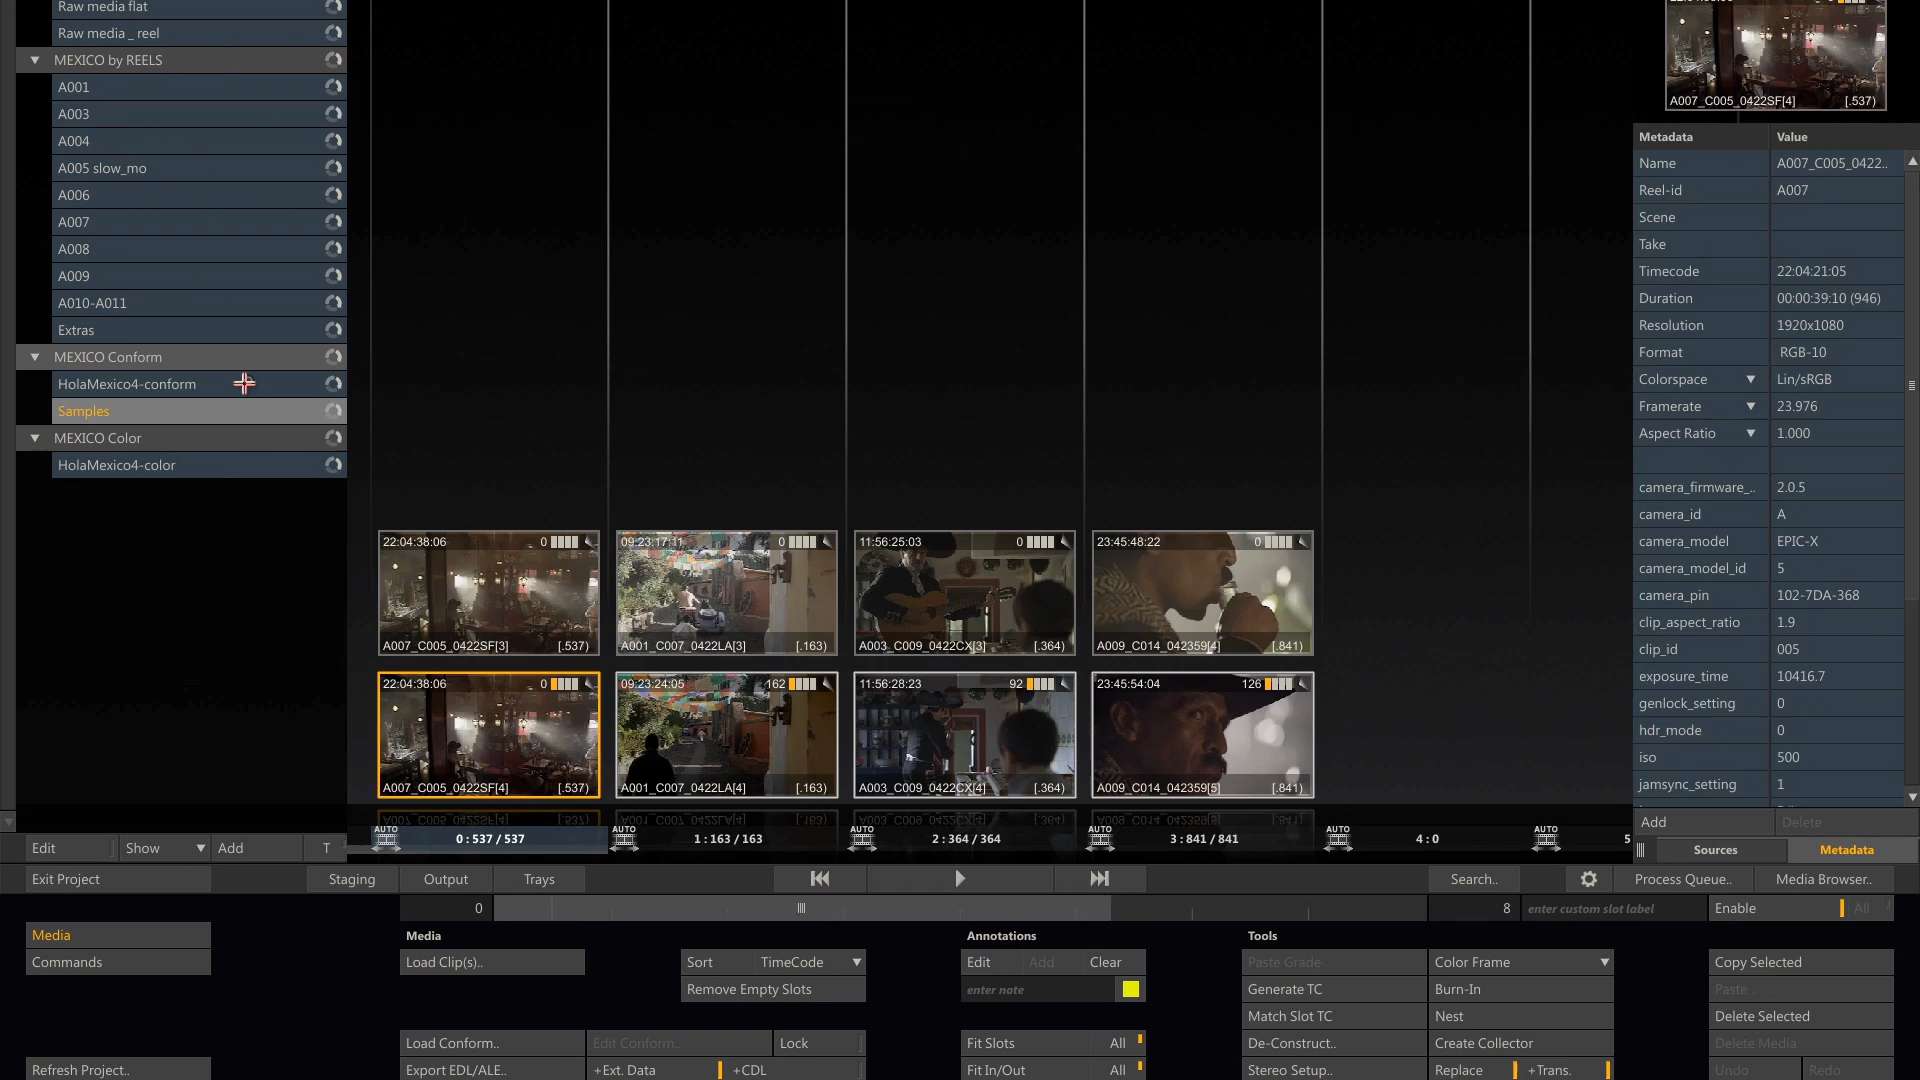 Raw media flat
Raw media _ reel
MEXICO by REELS
A001
A003
A004
A005 slow_mo
A006
A007
A008
A009
A010-A011
Extras
MEXICO Conform
HolaMexico4-conform
Samples
MEXICO Color
HolaMexico4-color
Edit Show Add T
22:04:38:06 0
A007_C005_0422SF[3] [.537)
09:23:17:11 0
A001_C007_0422LA[3] [.163)
11:56:25:03 0
A003_C009_0422CX[3] [.364)
23:45:48:22 0
A009_C014_042359[4] [.841)
22:04:38:06 0
A007_C005_0422SF[4] [.537)
09:23:24:05 162
A001_C007_0422LA[4] [.163)
11:56:28:23 92
A003_C009_0422CX[4] [.364)
23:45:54:04 126
A009_C014_042359[5] [.841)
AUTO 0 : 537 / 537 AUTO 1 : 163 / 163 AUTO 2 : 364 / 364 AUTO 3 : 841 / 841 AUTO 4 : 0 AUTO 5
A007_C005_0422SF[4] [.537)
Metadata Value
Name A007_C005_0422..
Reel-id A007
Scene
Take
Timecode 22:04:21:05
Duration 00:00:39:10 (946)
Resolution 1920x1080
Format RGB-10
Colorspace Lin/sRGB
Framerate 23.976
Aspect Ratio 1.000
camera_firmware_.. 2.0.5
camera_id A
camera_model EPIC-X
camera_model_id 5
camera_pin 102-7DA-368
clip_aspect_ratio 1.9
clip_id 005
exposure_time 10416.7
genlock_setting 0
hdr_mode 0
iso 500
jamsync_setting 1
Add Delete
Sources Metadata
Exit Project Staging Output Trays Search.. Process Queue.. Media Browser..
0 8 enter custom slot label Enable All
Media
Commands
Refresh Project..
Media
Load Clip(s)..
Sort TimeCode
Remove Empty Slots
Load Conform.. Edit Conform.. Lock
Export EDL/ALE.. +Ext. Data +CDL
Annotations
Edit Add Clear
enter note
Fit Slots All
Fit In/Out All
Tools
Paste Grade Color Frame
Generate TC Burn-In
Match Slot TC Nest
De-Construct.. Create Collector
Stereo Setup.. Replace +Trans.
Copy Selected
Paste ..
Delete Selected
Delete Media
Undo Redo